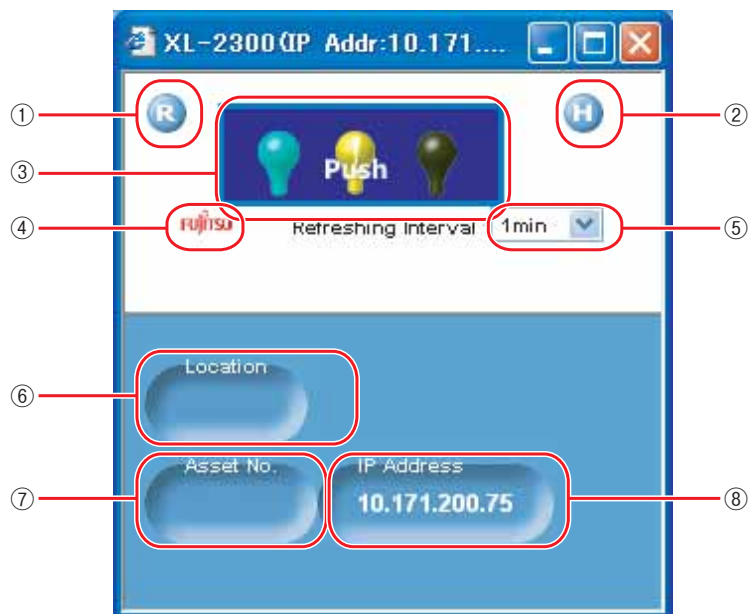 XL-2300(IP Addr:10.171....
① R H ②
③ Push
④ FUJITSU Refreshing Interval 1min ⑤
Location
⑥
Asset No. IP Address
⑦ 10.171.200.75 ⑧